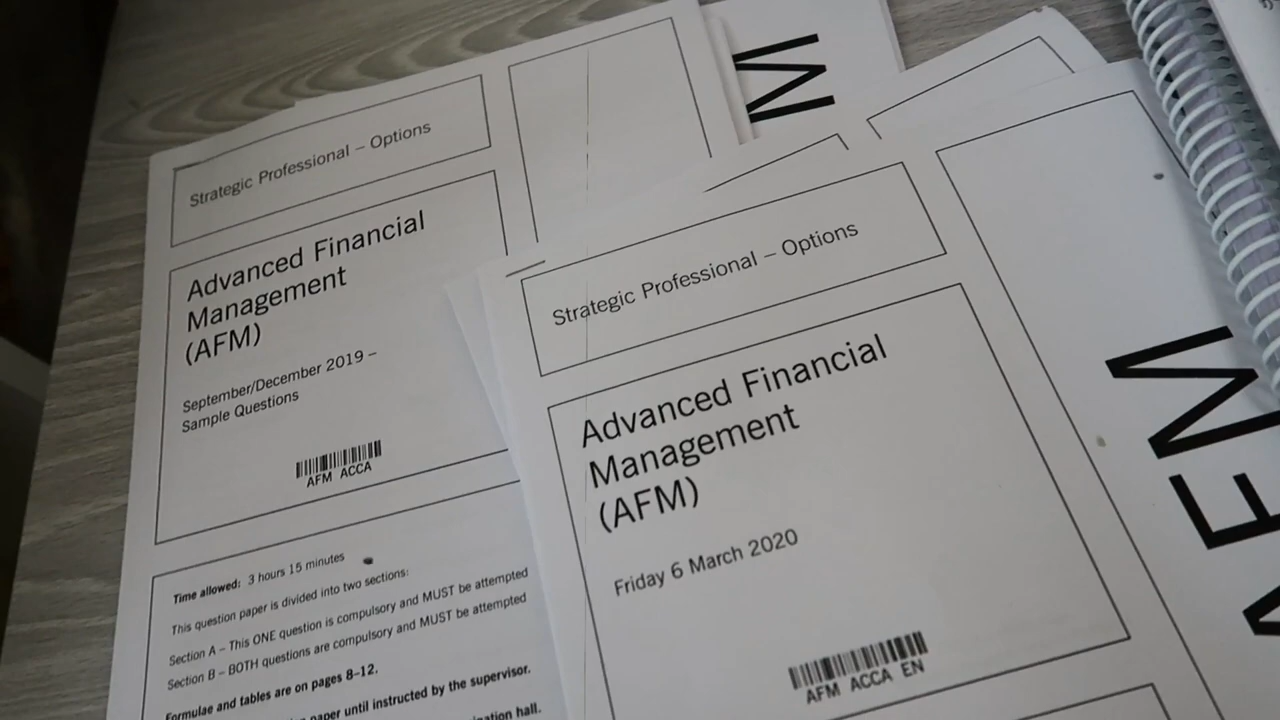 Strategic Professional – Options
Advanced Financial
Management
(AFM)
September/December 2019 –
Sample Questions
AFM ACCA
Time allowed: 3 hours 15 minutes
This question paper is divided into two sections:
Section A – This ONE question is compulsory and MUST be attempted
Section B – BOTH questions are compulsory and MUST be attempted
Formulae and tables are on pages 8–12.
paper until instructed by the supervisor.
hall.
Strategic Professional – Options
Advanced Financial
Management
(AFM)
Friday 6 March 2020
AFM ACCA EN
AFM
M